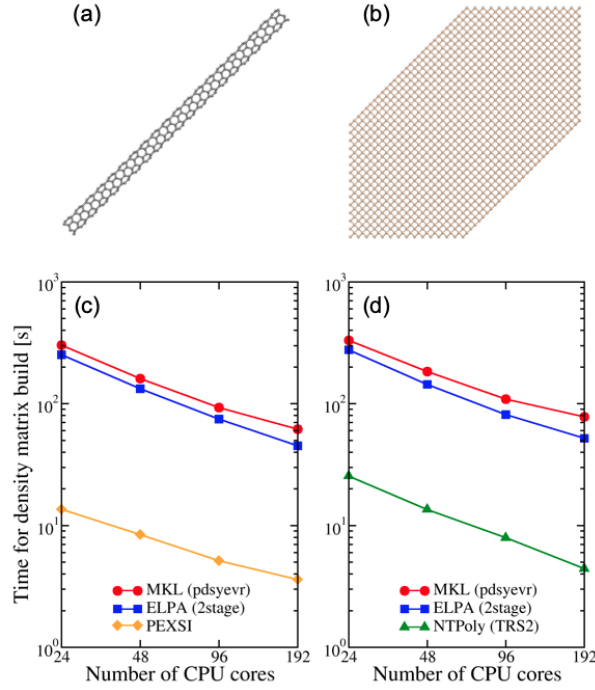 (a)
(b)
(c)
Time for density matrix build [s]
10³
10²
10¹
10⁰
MKL (pdsyevr)
ELPA (2stage)
PEXSI
24
48
96
192
Number of CPU cores
(d)
10³
10²
10¹
10⁰
MKL (pdsyevr)
ELPA (2stage)
NTPoly (TRS2)
24
48
96
192
Number of CPU cores